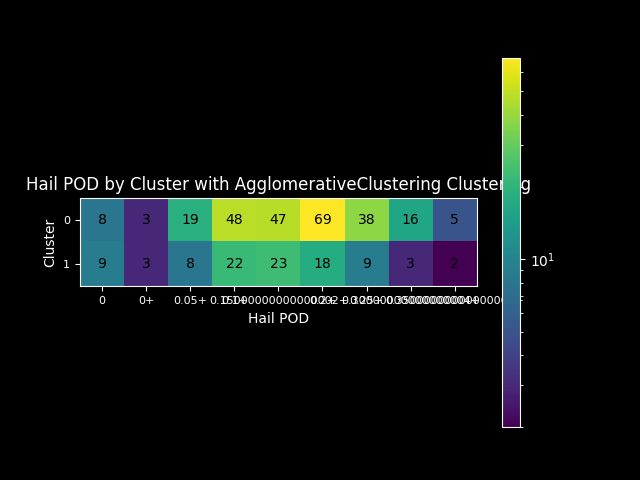 Hail POD by Cluster with AgglomerativeClustering Clustering
Cluster
0 8 3 19 48 47 69 38 16 5
1 9 3 8 22 23 18 9 3 2
0 0+ 0.05+
Hail POD
10¹